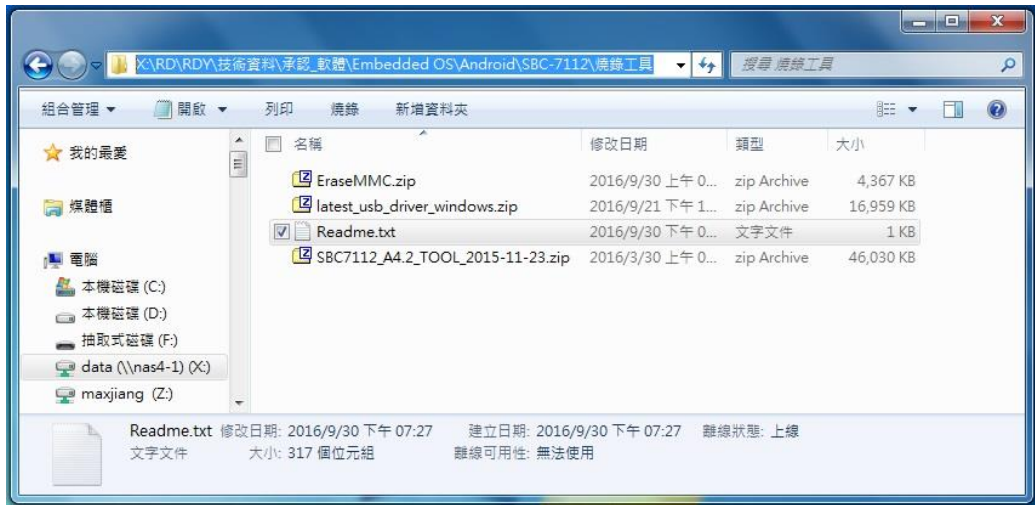 X:\RD\RDY\技術資料\承認_軟體\Embedded OS\Android\SBC-7112\燒錄工具
搜尋 燒錄工具
組合管理 開啟 列印 燒錄 新增資料夾
我的最愛
媒體櫃
電腦
本機磁碟 (C:)
本機磁碟 (D:)
抽取式磁碟 (F:)
data (\\nas4-1) (X:)
maxjiang (Z:)
名稱 修改日期 類型 大小
EraseMMC.zip 2016/9/30 上午 0... zip Archive 4,367 KB
latest_usb_driver_windows.zip 2016/9/21 下午 1... zip Archive 16,959 KB
Readme.txt 2016/9/30 下午 0... 文字文件 1 KB
SBC7112_A4.2_TOOL_2015-11-23.zip 2016/3/30 上午 0... zip Archive 46,030 KB
Readme.txt 修改日期: 2016/9/30 下午 07:27 建立日期: 2016/9/30 下午 07:27 離線狀態: 上線
文字文件 大小: 317 個位元組 離線可用性: 無法使用